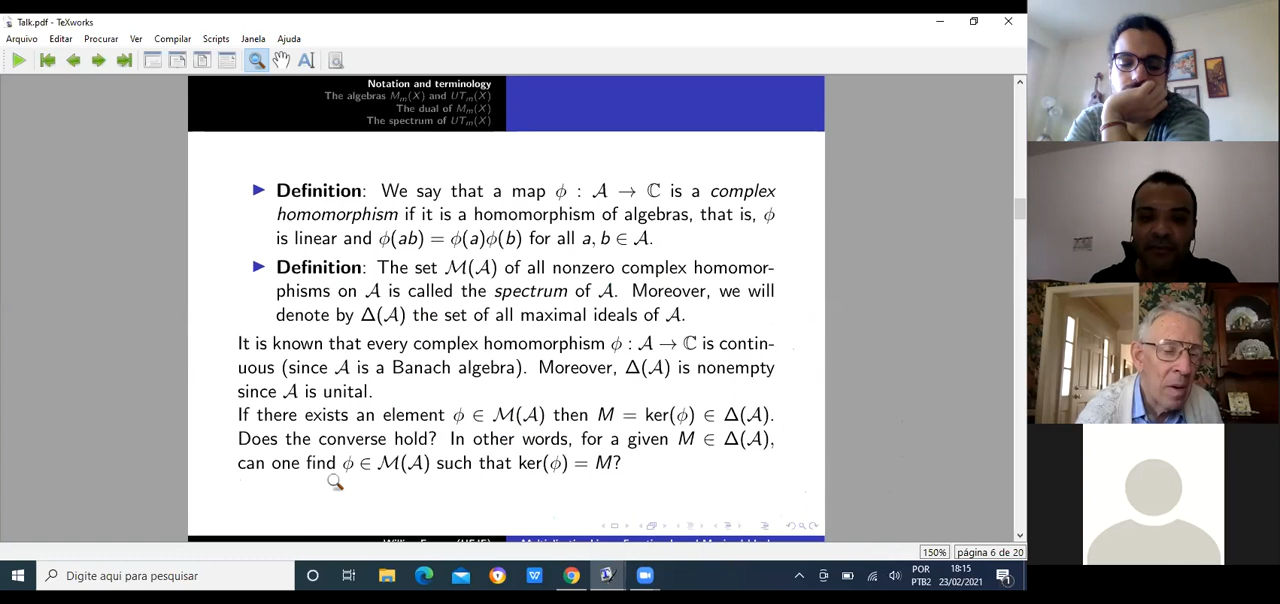 Talk.pdf - TeXworks
Arquivo Editar Procurar Ver Compilar Scripts Janela Ajuda
Notation and terminology
The algebras Mₘ(X) and UTₘ(X)
The dual of Mₘ(X)
The spectrum of UTₘ(X)
Definition: We say that a map ϕ : 𝒜 → ℂ is a complex
homomorphism if it is a homomorphism of algebras, that is, ϕ
is linear and ϕ(ab) = ϕ(a)ϕ(b) for all a, b ∈ 𝒜.
Definition: The set ℳ(𝒜) of all nonzero complex homomor-
phisms on 𝒜 is called the spectrum of 𝒜. Moreover, we will
denote by Δ(𝒜) the set of all maximal ideals of 𝒜.
It is known that every complex homomorphism ϕ : 𝒜 → ℂ is contin-
uous (since 𝒜 is a Banach algebra). Moreover, Δ(𝒜) is nonempty
since 𝒜 is unital.
If there exists an element ϕ ∈ ℳ(𝒜) then M = ker(ϕ) ∈ Δ(𝒜).
Does the converse hold? In other words, for a given M ∈ Δ(𝒜),
can one find ϕ ∈ ℳ(𝒜) such that ker(ϕ) = M?
150% página 6 de 20
Digite aqui para pesquisar
POR
PTB2
18:15
23/02/2021